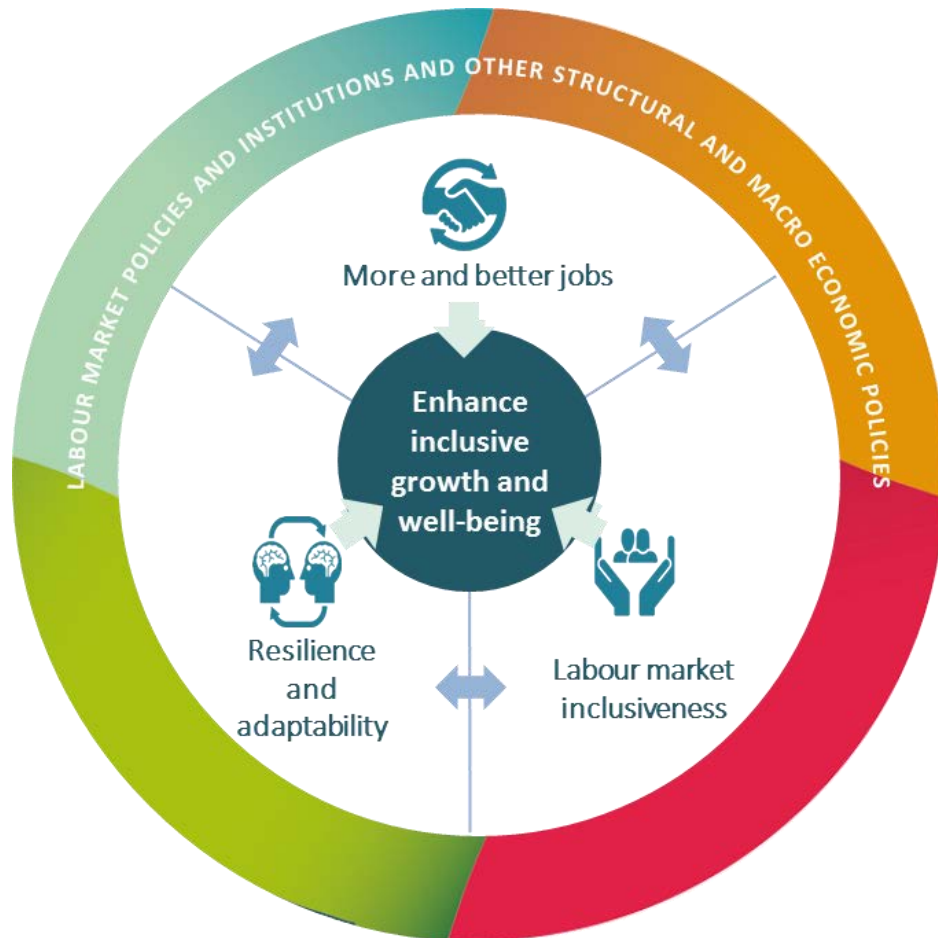 LABOUR MARKET POLICIES AND INSTITUTIONS AND OTHER STRUCTURAL AND MACRO ECONOMIC POLICIES
More and better jobs
Enhance
inclusive
growth and
well-being
Resilience
and
adaptability
Labour market
inclusiveness